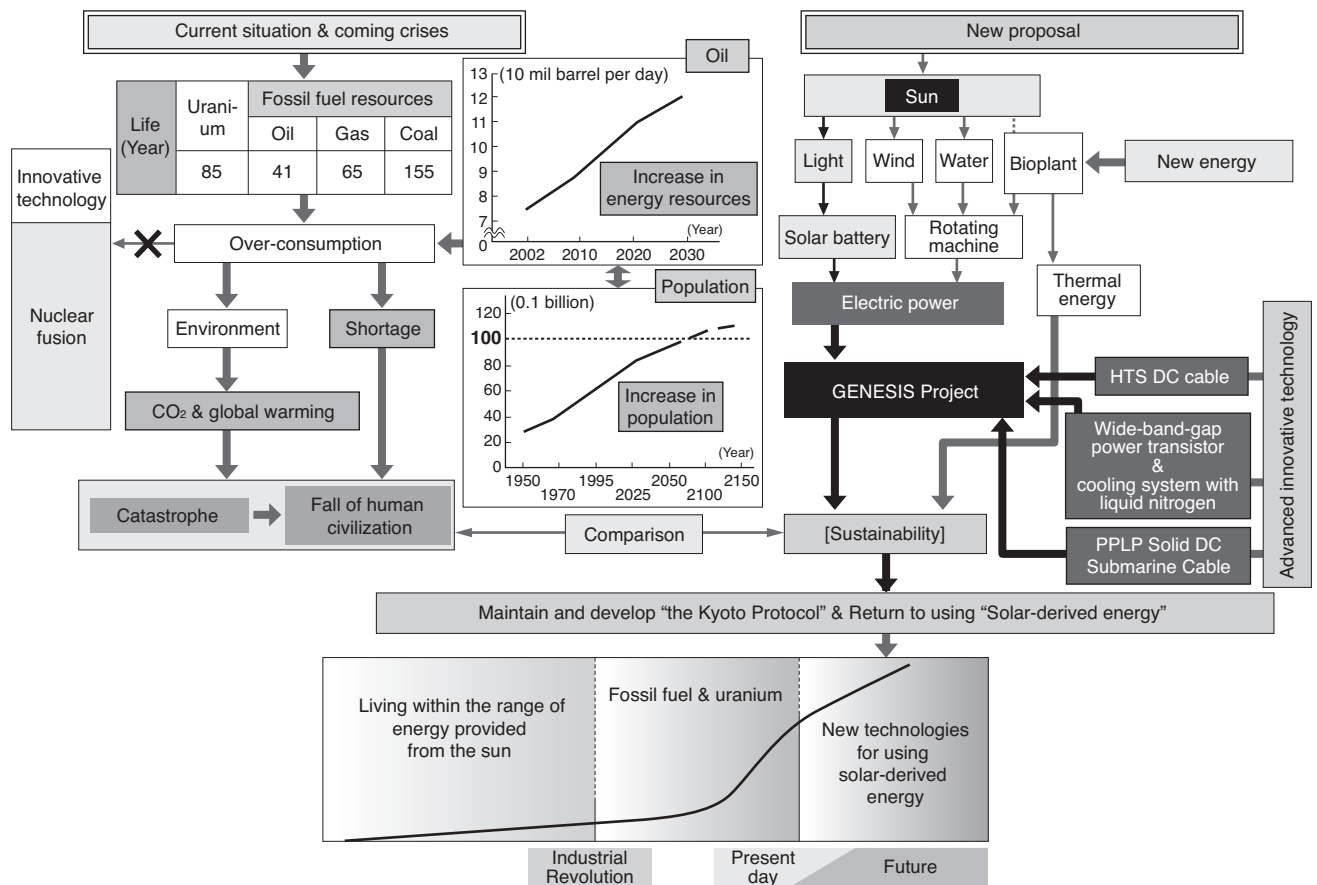 Current situation & coming crises
Life
(Year)
Urani-
um
Fossil fuel resources
Oil
Gas
Coal
85
41
65
155
Innovative
technology
Nuclear
fusion
Over-consumption
Environment
Shortage
CO2 & global warming
Catastrophe
Fall of human
civilization
Oil
(10 mil barrel per day)
13
12
11
10
9
8
7
0
Increase in
energy resources
(Year)
2002
2010
2020
2030
Population
(0.1 billion)
120
100
80
60
40
20
0
Increase in
population
(Year)
1950
1970
1995
2025
2050
2100
2150
Comparison
New proposal
Sun
Light
Wind
Water
Bioplant
New energy
Solar battery
Rotating
machine
Thermal
energy
Electric power
GENESIS Project
HTS DC cable
Wide-band-gap
power transistor
&
cooling system with
liquid nitrogen
PPLP Solid DC
Submarine Cable
Advanced innovative technology
[Sustainability]
Maintain and develop “the Kyoto Protocol” & Return to using “Solar-derived energy”
Living within the range of
energy provided
from the sun
Fossil fuel & uranium
New technologies
for using
solar-derived
energy
Industrial
Revolution
Present
day
Future